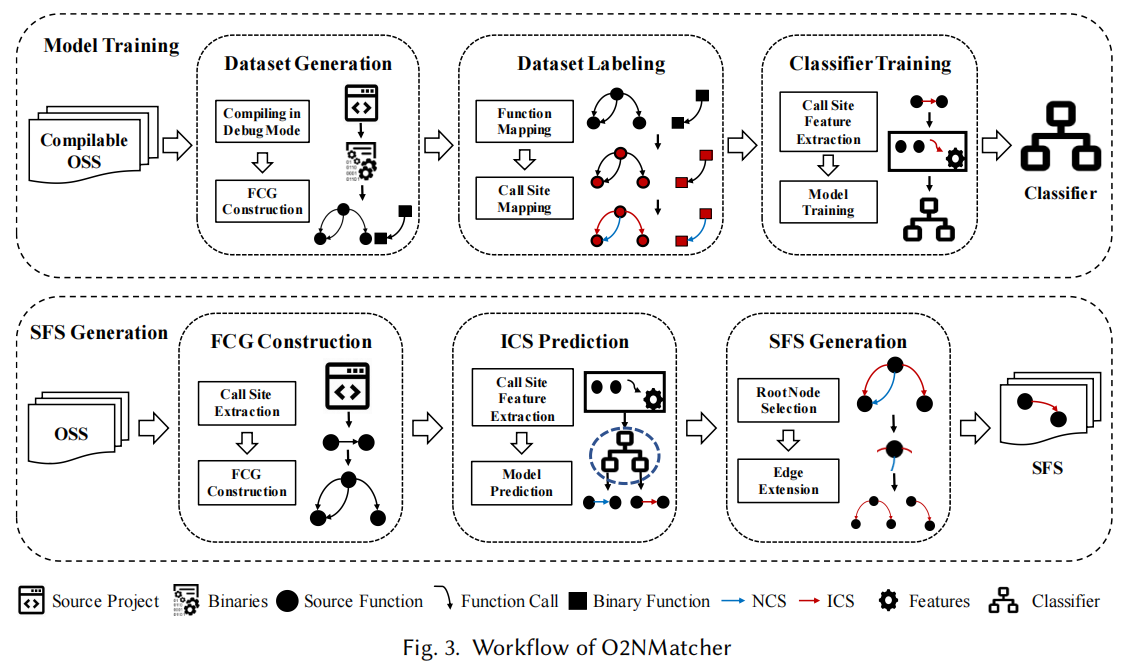 Model Training
Compilable
OSS
Dataset Generation
Compiling in
Debug Mode
FCG
Construction
Dataset Labeling
Function
Mapping
Call Site
Mapping
Classifier Training
Call Site
Feature
Extraction
Model
Training
Classifier
SFS Generation
OSS
FCG Construction
Call Site
Extraction
FCG
Construction
ICS Prediction
Call Site
Feature
Extraction
Model
Prediction
SFS Generation
Root Node
Selection
Edge
Extension
SFS
Source Project Binaries Source Function Function Call Binary Function NCS ICS Features Classifier
Fig. 3. Workflow of O2NMatcher